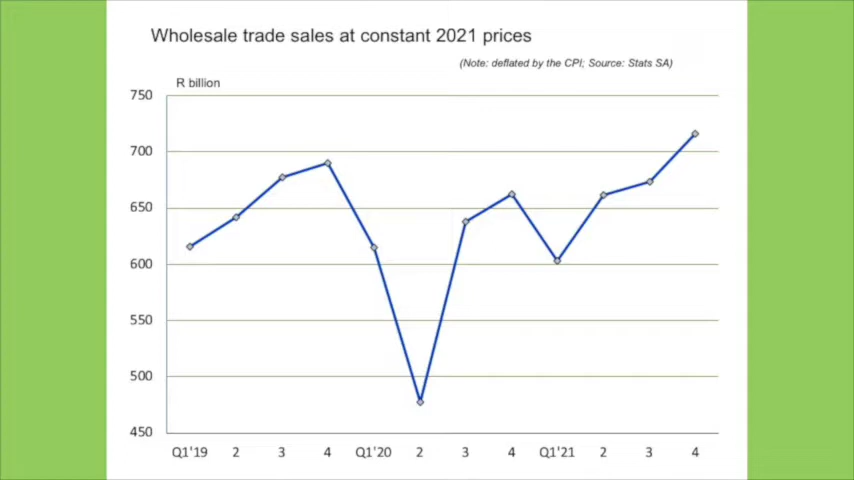 Wholesale trade sales at constant 2021 prices
(Note: deflated by the CPI; Source: Stats SA)
R billion
750
700
650
600
550
500
450
Q1'19 2 3 4 Q1'20 2 3 4 Q1'21 2 3 4